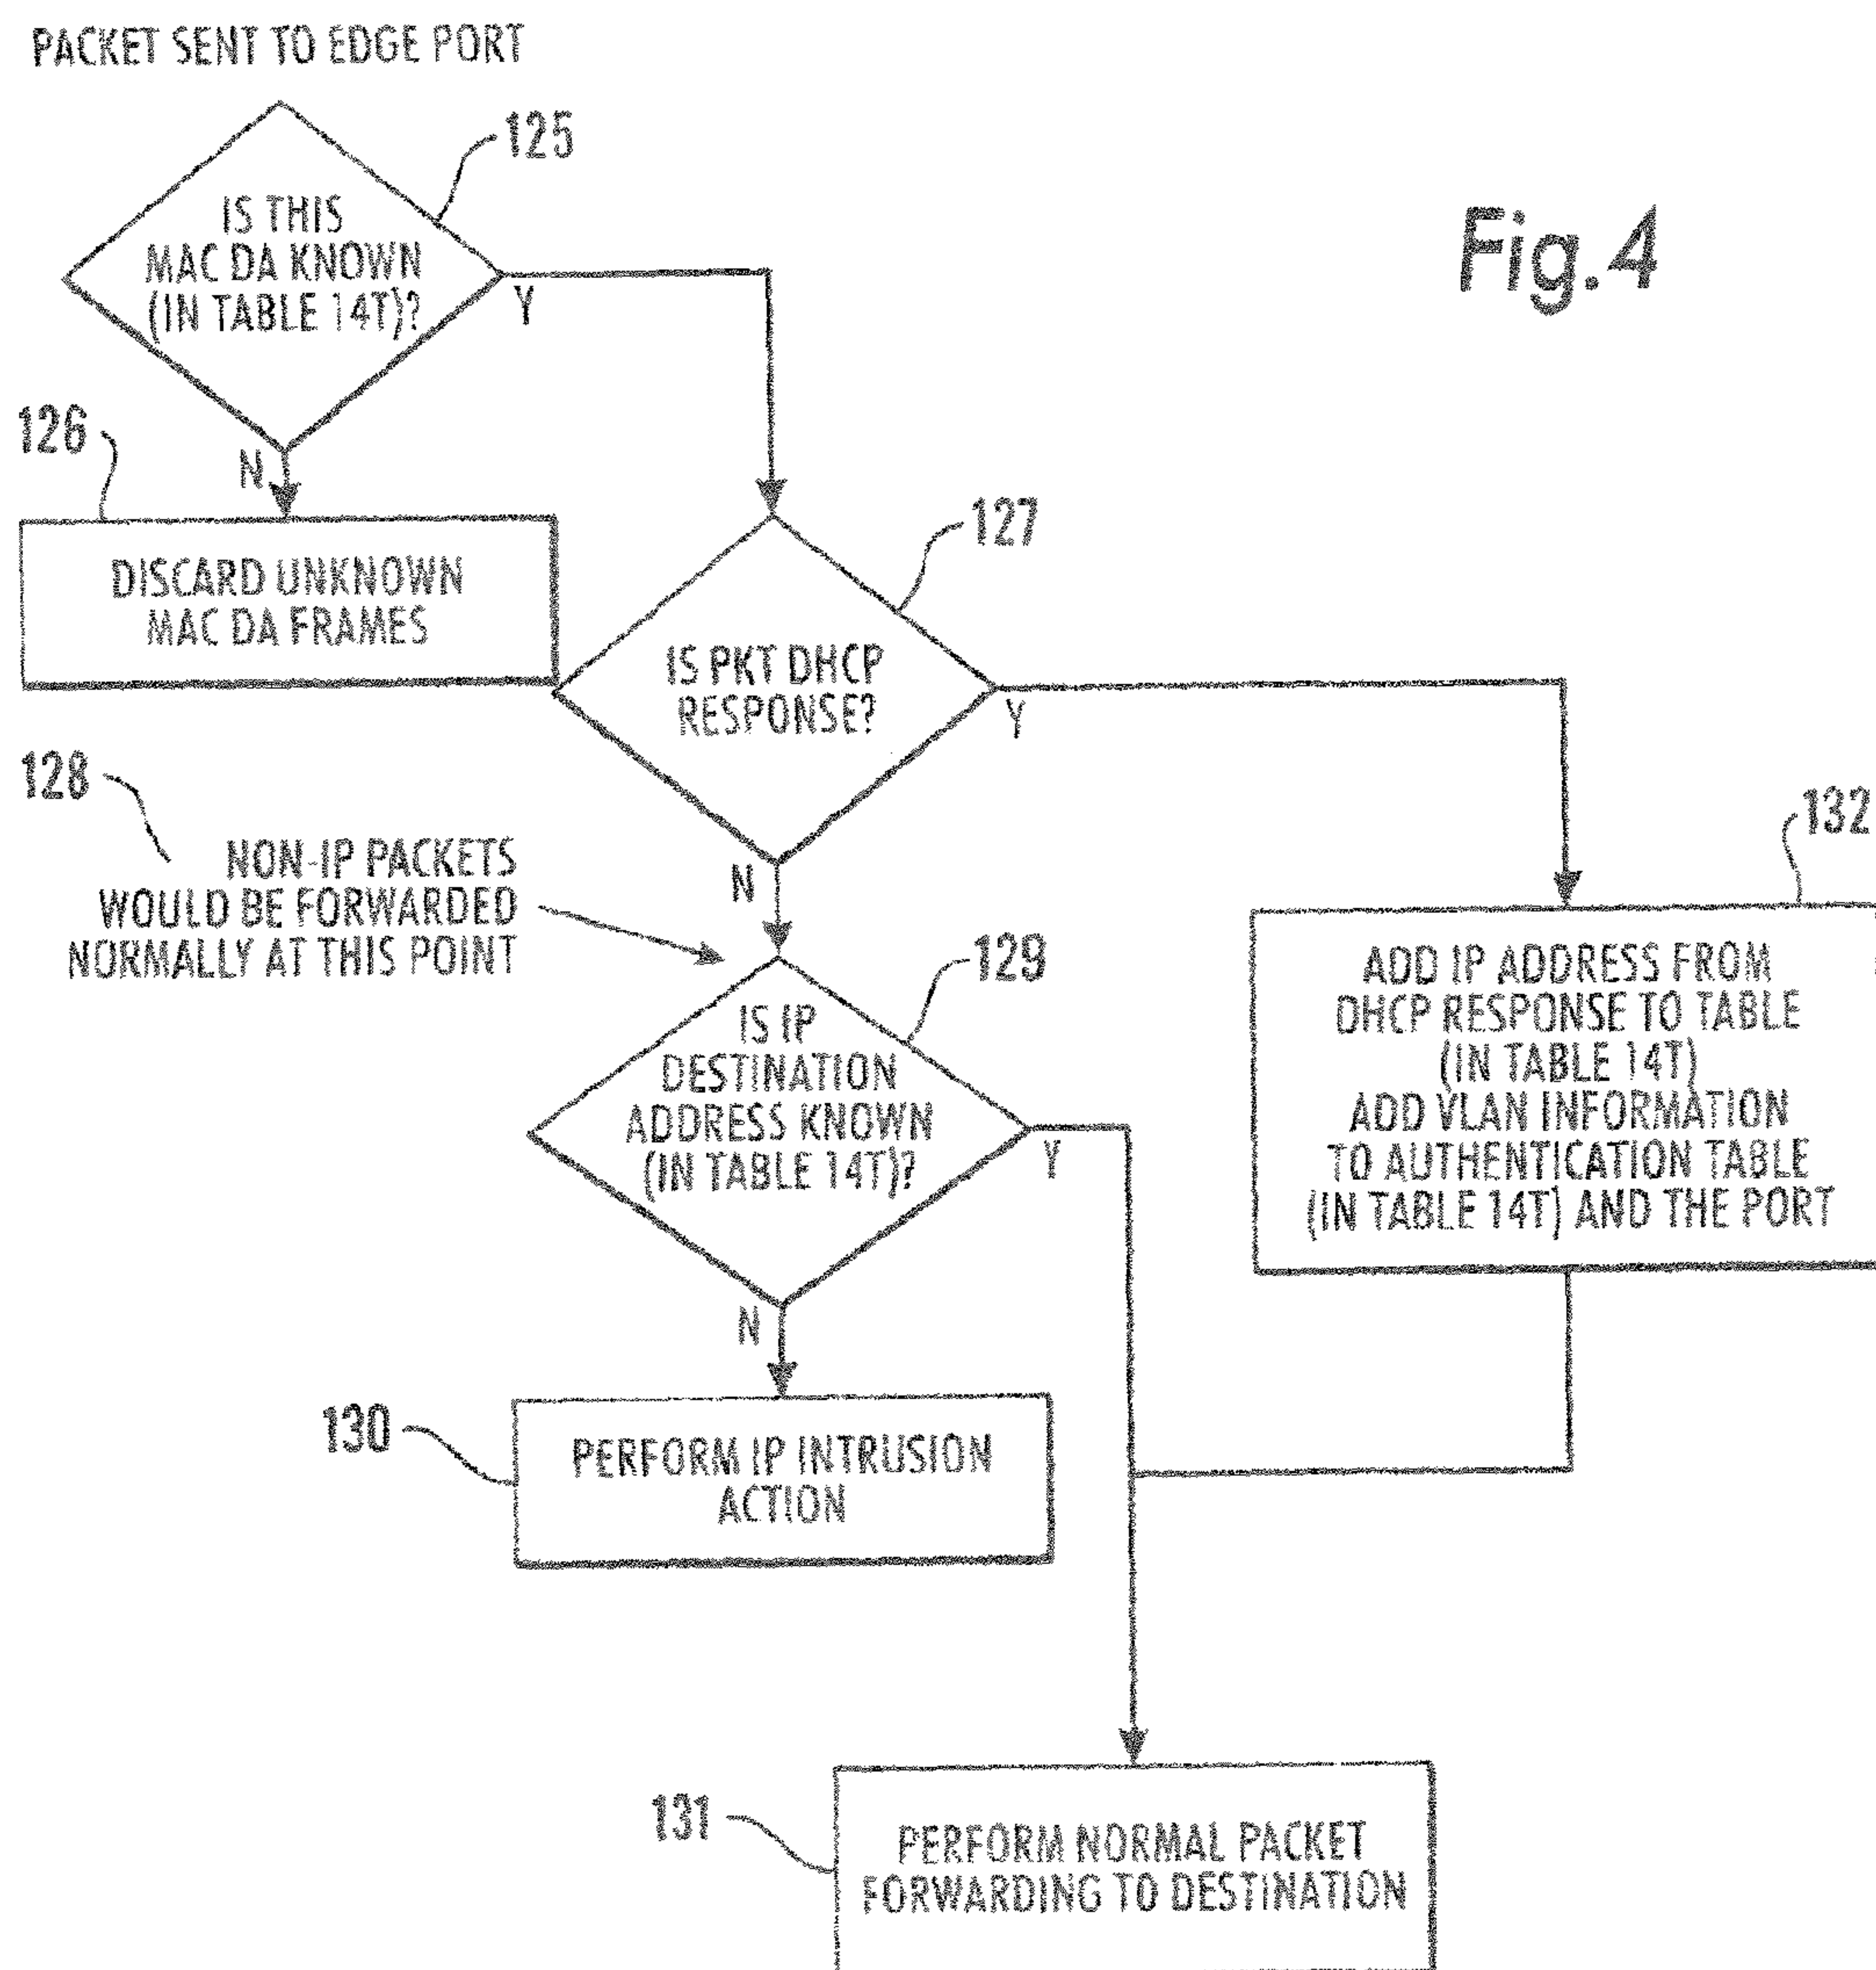 PACKET SENT TO EDGE PORT
125
IS THIS
MAC DA KNOWN
(IN TABLE 14T)?
Y
Fig.4
126
N
DISCARD UNKNOWN
MAC DA FRAMES
127
IS PKT DHCP
RESPONSE?
Y
128
NON-IP PACKETS
WOULD BE FORWARDED
NORMALLY AT THIS POINT
N
132
ADD IP ADDRESS FROM
DHCP RESPONSE TO TABLE
(IN TABLE 14T)
ADD VLAN INFORMATION
TO AUTHENTICATION TABLE
(IN TABLE 14T) AND THE PORT
129
IS IP
DESTINATION
ADDRESS KNOWN
(IN TABLE 14T)?
Y
N
130
PERFORM IP INTRUSION
ACTION
131
PERFORM NORMAL PACKET
FORWARDING TO DESTINATION